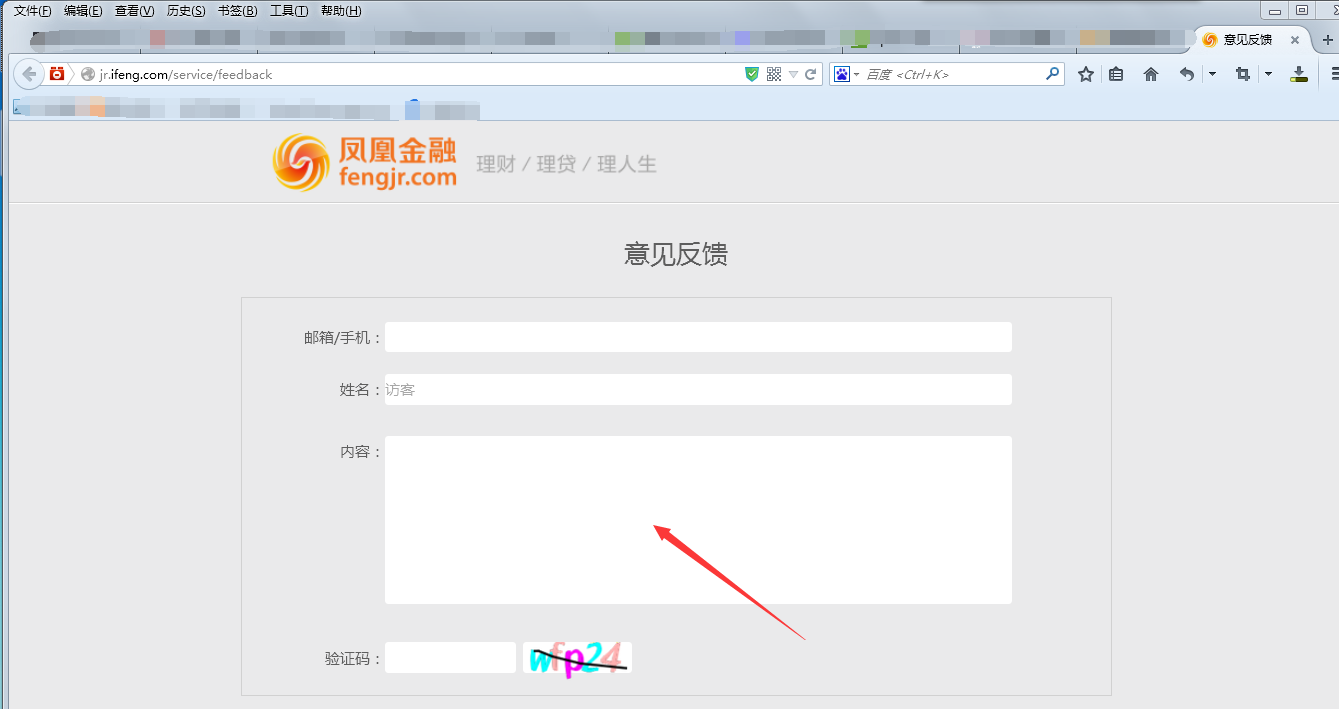 文件(F) 编辑(E) 查看(V) 历史(S) 书签(B) 工具(T) 帮助(H)
意见反馈
jr.ifeng.com/service/feedback
百度 <Ctrl+K>
凤凰金融
fengjr.com
理财 / 理贷 / 理人生
意见反馈
邮箱/手机：
姓名：访客
内容：
验证码：
wfp24